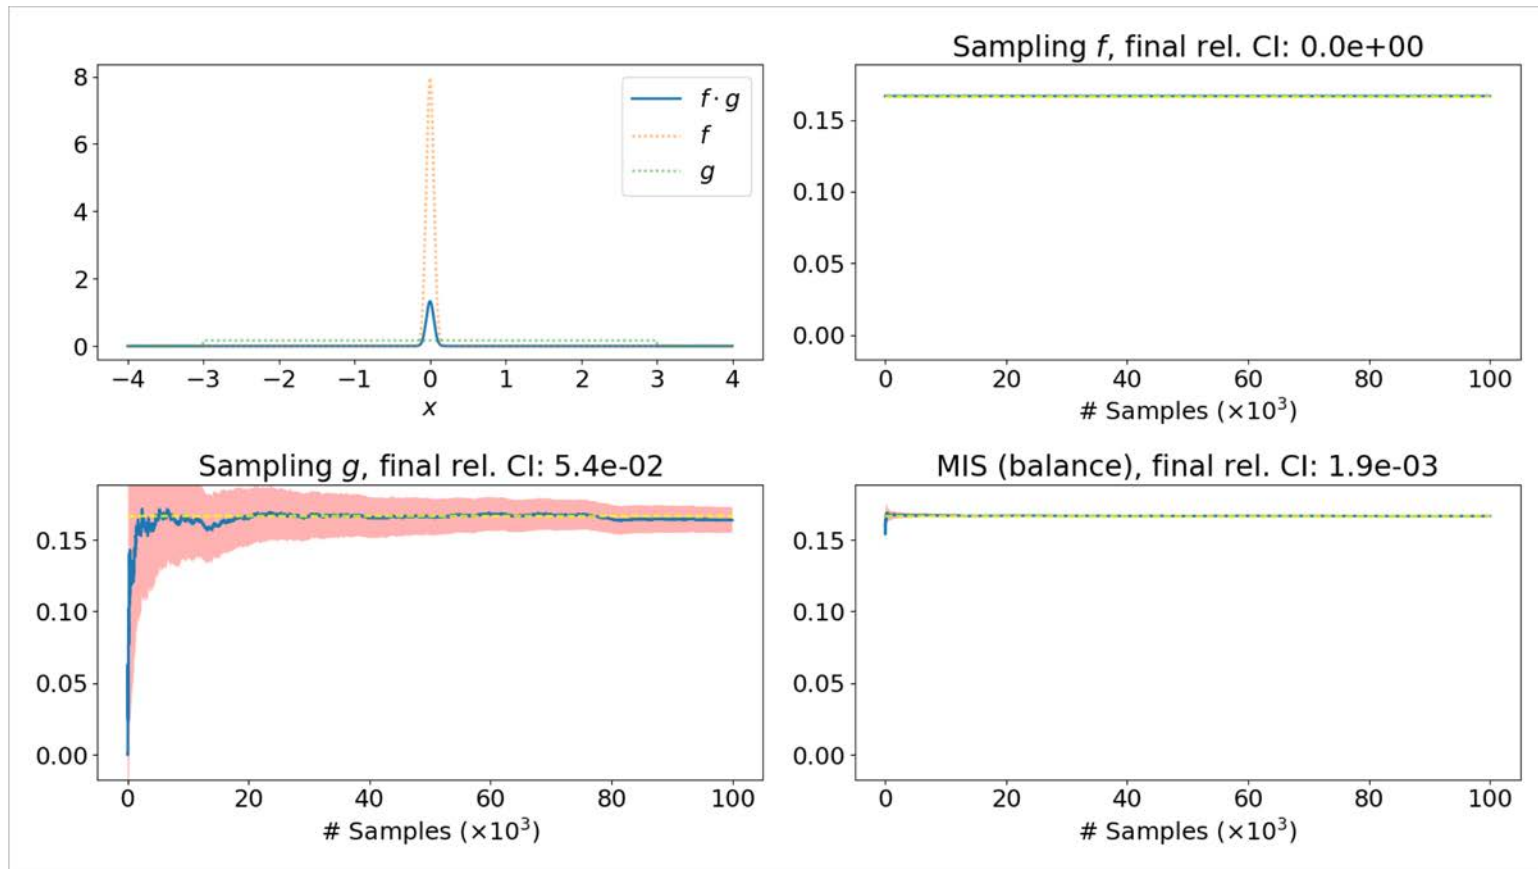 8
6
4
2
0
f · g
f
g
−4 −3 −2 −1 0 1 2 3 4
x
Sampling f, final rel. CI: 0.0e+00
0.15
0.10
0.05
0.00
0 20 40 60 80 100
# Samples (×10³)
Sampling g, final rel. CI: 5.4e-02
0.15
0.10
0.05
0.00
0 20 40 60 80 100
# Samples (×10³)
MIS (balance), final rel. CI: 1.9e-03
0.15
0.10
0.05
0.00
0 20 40 60 80 100
# Samples (×10³)